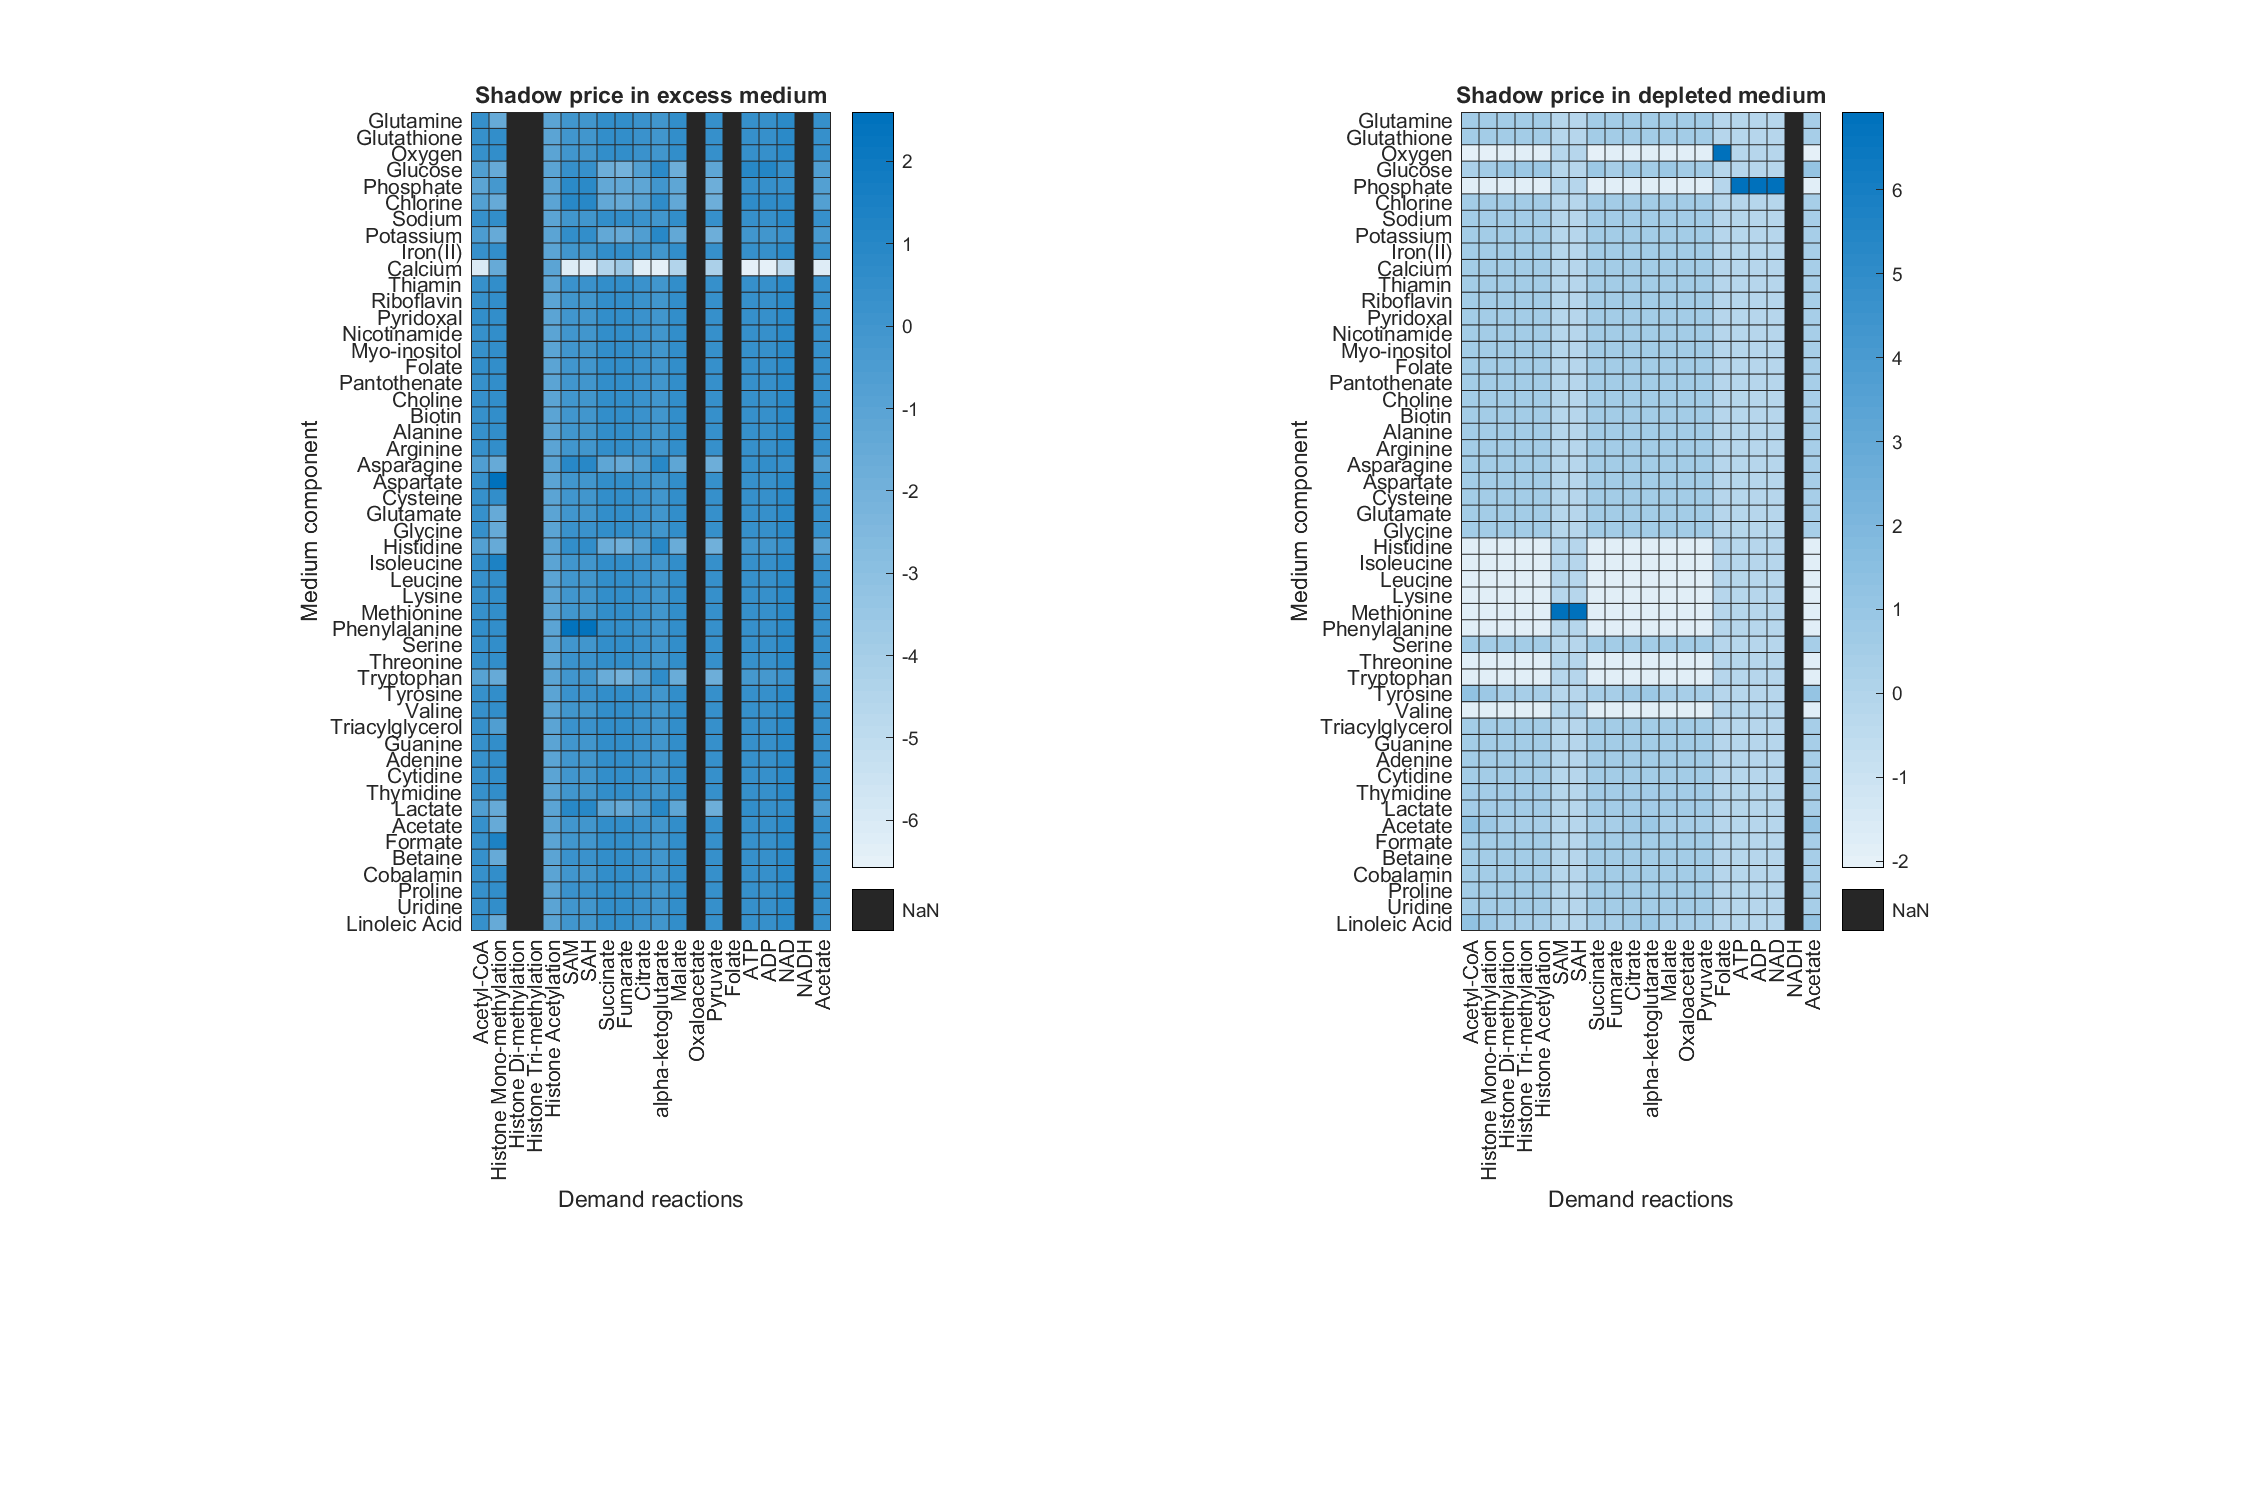 Shadow price in excess medium
Medium component
Glutamine
Glutathione
Oxygen
Glucose
Phosphate
Chlorine
Sodium
Potassium
Iron(II)
Calcium
Thiamin
Riboflavin
Pyridoxal
Nicotinamide
Myo-inositol
Folate
Pantothenate
Choline
Biotin
Alanine
Arginine
Asparagine
Aspartate
Cysteine
Glutamate
Glycine
Histidine
Isoleucine
Leucine
Lysine
Methionine
Phenylalanine
Serine
Threonine
Tryptophan
Tyrosine
Valine
Triacylglycerol
Guanine
Adenine
Cytidine
Thymidine
Lactate
Acetate
Formate
Betaine
Cobalamin
Proline
Uridine
Linoleic Acid
2
1
0
-1
-2
-3
-4
-5
-6
NaN
Acetyl-CoA
Histone Mono-methylation
Histone Di-methylation
Histone Tri-methylation
Histone Acetylation
SAM
SAH
Succinate
Fumarate
Citrate
alpha-ketoglutarate
Malate
Oxaloacetate
Pyruvate
Folate
ATP
ADP
NAD
NADH
Acetate
Demand reactions
Shadow price in depleted medium
Medium component
Glutamine
Glutathione
Oxygen
Glucose
Phosphate
Chlorine
Sodium
Potassium
Iron(II)
Calcium
Thiamin
Riboflavin
Pyridoxal
Nicotinamide
Myo-inositol
Folate
Pantothenate
Choline
Biotin
Alanine
Arginine
Asparagine
Aspartate
Cysteine
Glutamate
Glycine
Histidine
Isoleucine
Leucine
Lysine
Methionine
Phenylalanine
Serine
Threonine
Tryptophan
Tyrosine
Valine
Triacylglycerol
Guanine
Adenine
Cytidine
Thymidine
Lactate
Acetate
Formate
Betaine
Cobalamin
Proline
Uridine
Linoleic Acid
6
5
4
3
2
1
0
-1
-2
NaN
Acetyl-CoA
Histone Mono-methylation
Histone Di-methylation
Histone Tri-methylation
Histone Acetylation
SAM
SAH
Succinate
Fumarate
Citrate
alpha-ketoglutarate
Malate
Oxaloacetate
Pyruvate
Folate
ATP
ADP
NAD
NADH
Acetate
Demand reactions